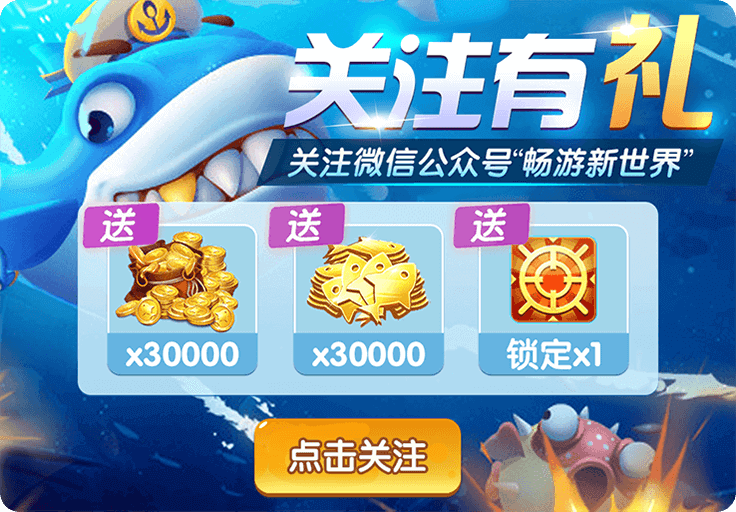 关注有礼
关注微信公众号“畅游新世界”
送 送 送
x30000 x30000 锁定x1
点击关注